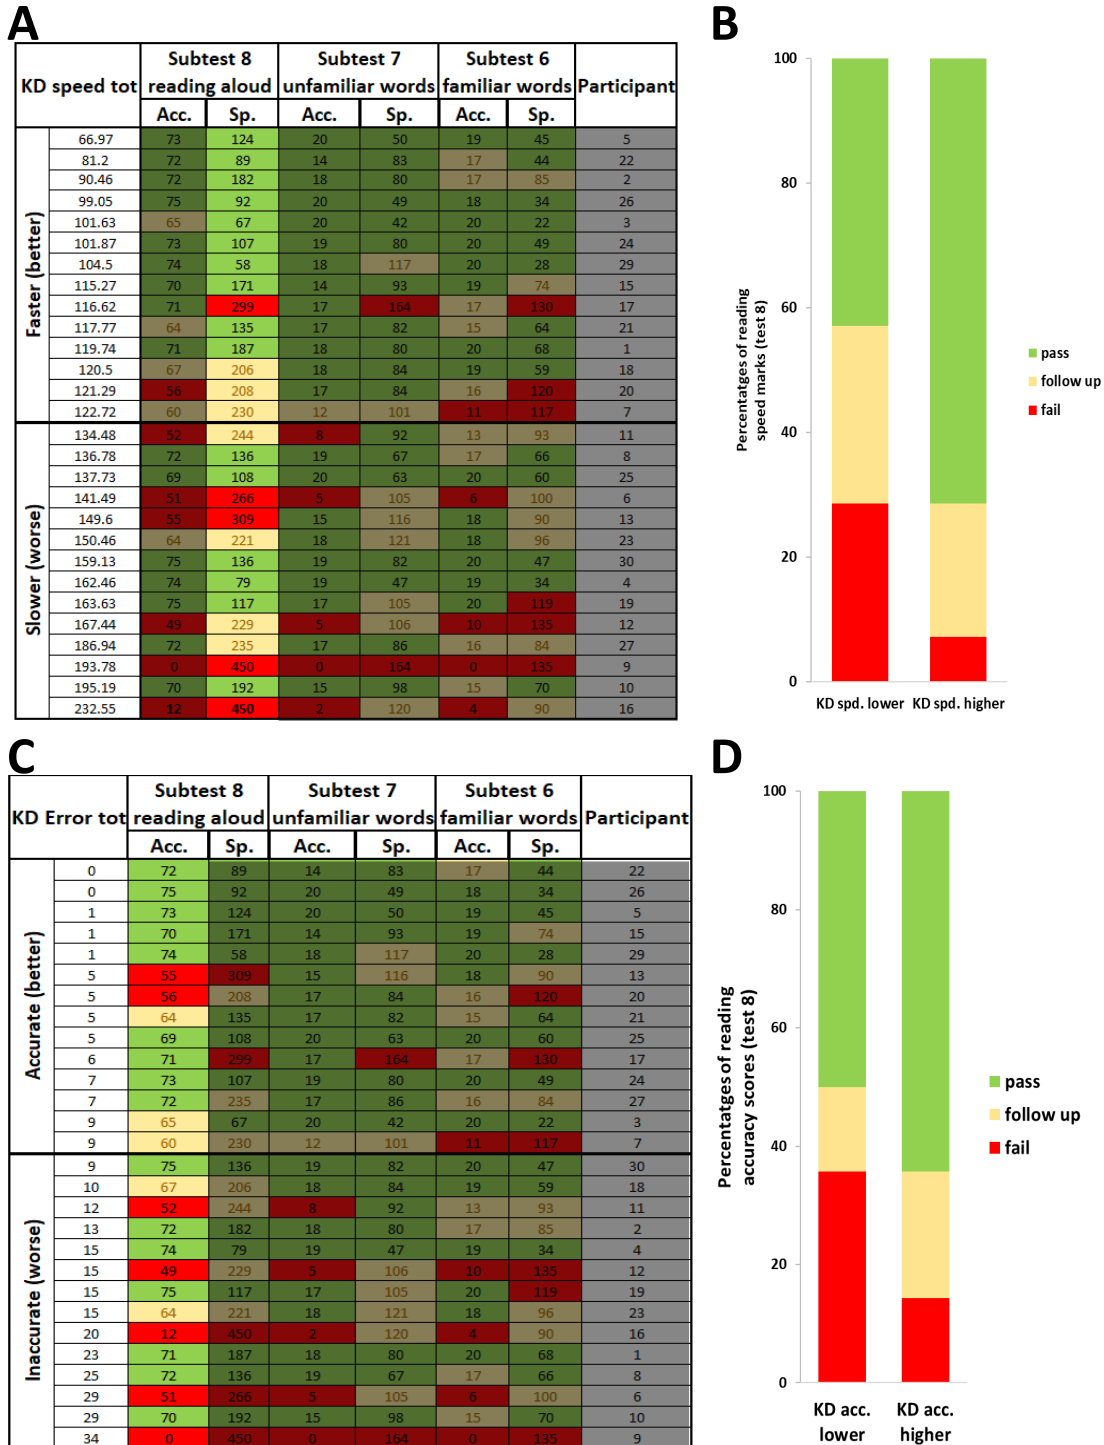 A
KD speed tot
Subtest 8 reading aloud
Subtest 7 unfamiliar words
Subtest 6 familiar words
Participant
Acc. Sp. Acc. Sp. Acc. Sp.
Faster (better)
66.97 73 124 20 50 19 45 5
81.2 72 89 14 83 17 44 22
90.46 72 182 18 80 17 85 2
99.05 75 92 20 49 18 34 26
101.63 65 67 20 42 20 22 3
101.87 73 107 19 80 20 49 24
104.5 74 58 18 117 20 28 29
115.27 70 171 14 93 19 74 15
116.62 71 299 17 164 17 130 17
117.77 64 135 17 82 15 64 21
119.74 71 187 18 80 20 68 1
120.5 67 206 18 84 19 59 18
121.29 56 208 17 84 16 120 20
122.72 60 230 12 101 11 117 7
Slower (worse)
134.48 52 244 8 92 13 93 11
136.78 72 136 19 67 17 66 8
137.73 69 108 20 63 20 60 25
141.49 51 266 5 105 6 100 6
149.6 55 309 15 116 18 90 13
150.46 64 221 18 121 18 96 23
159.13 75 136 19 82 20 47 30
162.46 74 79 19 47 19 34 4
163.63 75 117 17 105 20 119 19
167.44 49 229 5 106 10 135 12
186.94 72 235 17 86 16 84 27
193.78 0 450 0 164 0 135 9
195.19 70 192 15 98 15 70 10
232.55 12 450 2 120 4 90 16
B
Percentatges of reading
speed marks (test 8)
100
80
60
40
20
0
KD spd. lower KD spd. higher
pass
follow up
fail
C
KD Error tot
Subtest 8 reading aloud
Subtest 7 unfamiliar words
Subtest 6 familiar words
Participant
Acc. Sp. Acc. Sp. Acc. Sp.
Accurate (better)
0 72 89 14 83 17 44 22
0 75 92 20 49 18 34 26
1 73 124 20 50 19 45 5
1 70 171 14 93 19 74 15
1 74 58 18 117 20 28 29
5 55 309 15 116 18 90 13
5 56 208 17 84 16 120 20
5 64 135 17 82 15 64 21
5 69 108 20 63 20 60 25
6 71 299 17 164 17 130 17
7 73 107 19 80 20 49 24
7 72 235 17 86 16 84 27
9 65 67 20 42 20 22 3
9 60 230 12 101 11 117 7
Inaccurate (worse)
9 75 136 19 82 20 47 30
10 67 206 18 84 19 59 18
12 52 244 8 92 13 93 11
13 72 182 18 80 17 85 2
15 74 79 19 47 19 34 4
15 49 229 5 106 10 135 12
15 75 117 17 105 20 119 19
15 64 221 18 121 18 96 23
20 12 450 2 120 4 90 16
23 71 187 18 80 20 68 1
25 72 136 19 67 17 66 8
29 51 266 5 105 6 100 6
29 70 192 15 98 15 70 10
34 0 450 0 164 0 135 9
D
Percentatges of reading
accuracy scores (test 8)
100
80
60
40
20
0
KD acc. lower
KD acc. higher
pass
follow up
fail